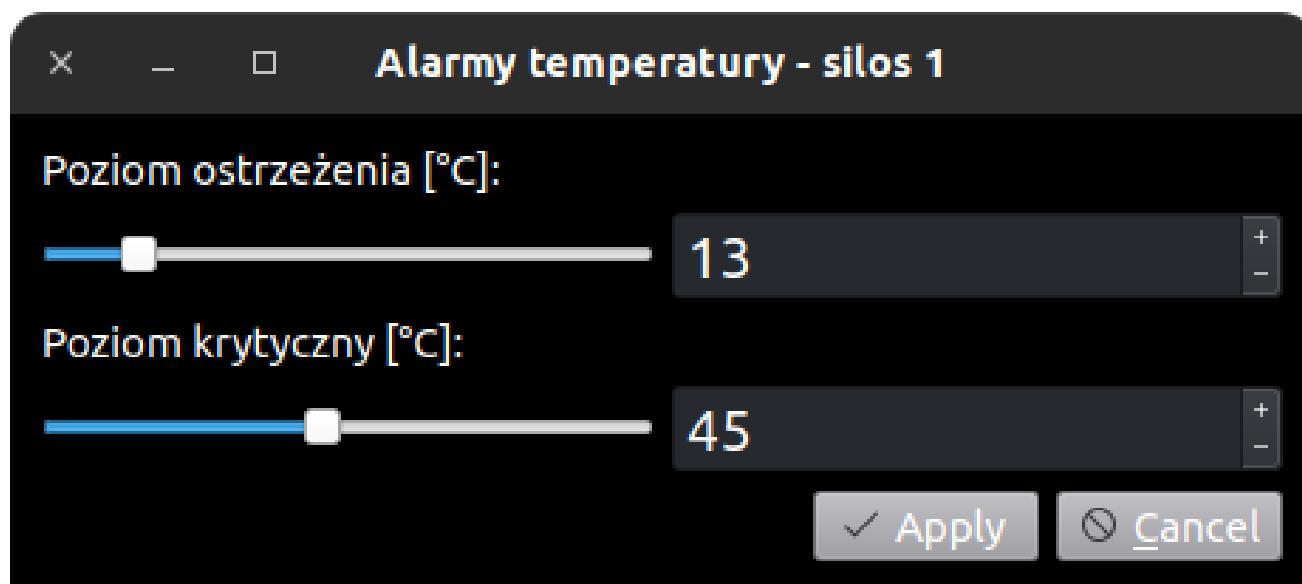 Alarmy temperatury - silos 1
Poziom ostrzeżenia [°C]:
13
Poziom krytyczny [°C]:
45
Apply Cancel